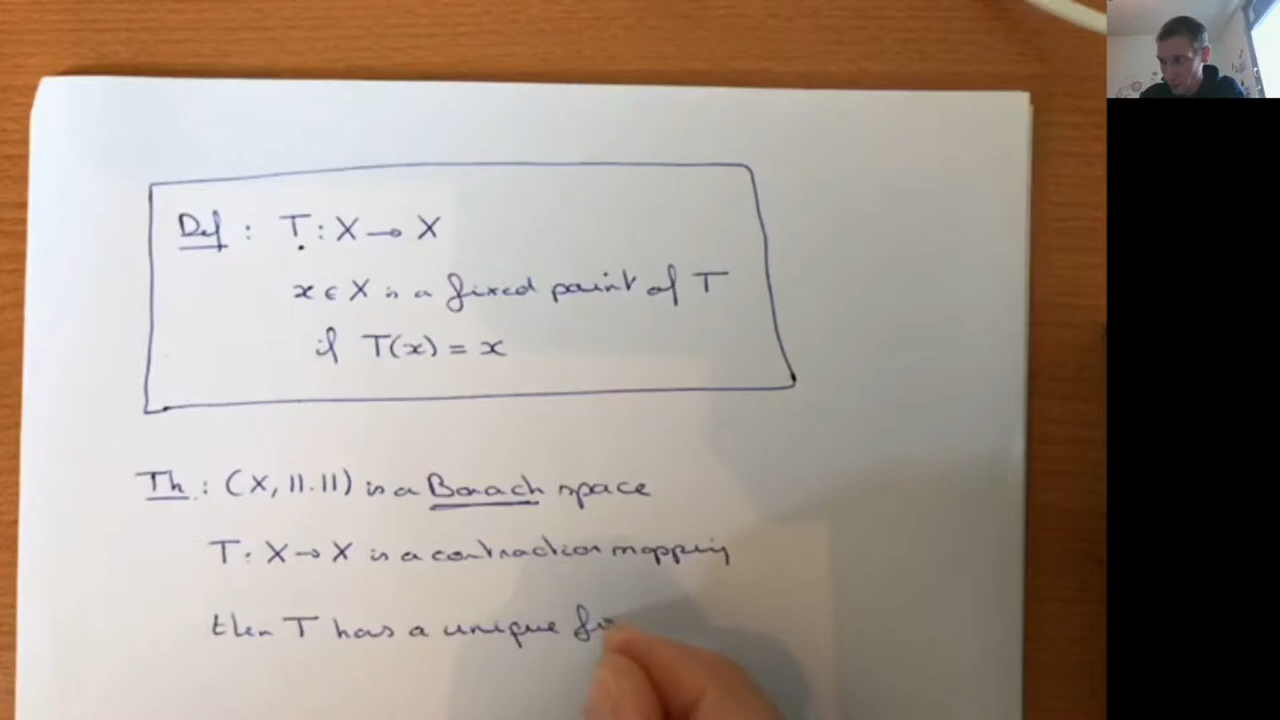 Def : T : X → X
x ∈ X is a fixed point of T
if T(x) = x
Th : (X, ||.||) is a Banach space
T : X → X is a contraction mapping
then T has a unique